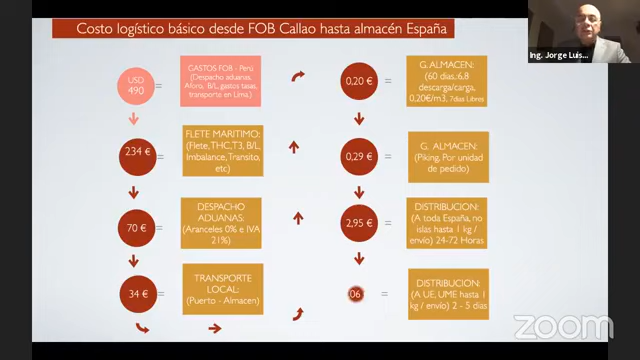 Costo logístico básico desde FOB Callao hasta almacén España
Ing. Jorge Luis...
USD
490
GASTOS FOB - Perú
(Despacho aduanas,
Aforo, B/L, gastos tasas,
transporte en Lima.)
234 €
=
FLETE MARITIMO:
(Flete, THC, T3, B/L,
Imbalance, Transito,
etc)
70 €
=
DESPACHO
ADUANAS:
(Aranceles 0% e IVA
21%)
34 €
=
TRANSPORTE
LOCAL:
(Puerto - Almacen)
0,20 €
=
G. ALMACEN:
(60 días.:6,8
descarga/carga,
0,20€/m3, 7dias Libres)
0,29 €
=
G. ALMACEN:
(Piking, Por unidad
de pedido)
2,95 €
=
DISTRIBUCION:
(A toda España, no
islas hasta 1 kg /
envío) 24-72 Horas
06
=
DISTRIBUCION:
(A UE, UME hasta 1
kg / envío) 2 - 5 días
zoom